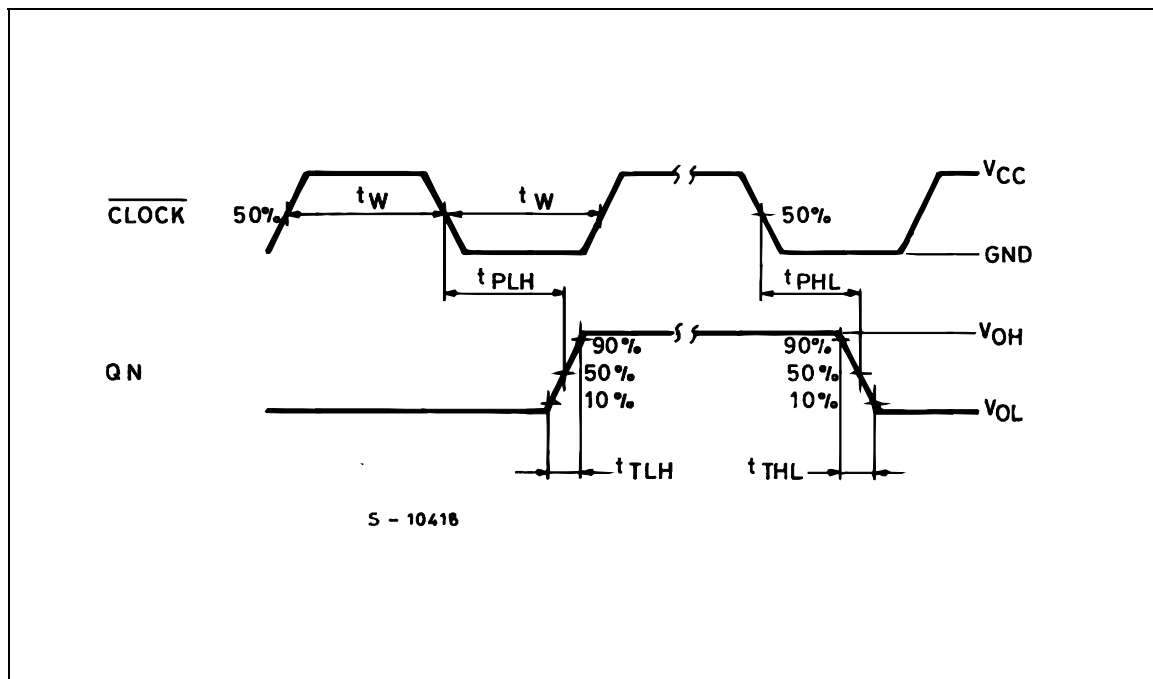 VCC
CLOCK 50% tW tW 50%
GND
tPLH tPHL
VOH
90% 90%
QN 50% 50%
10% 10%
VOL
tTLH tTHL
S - 10416